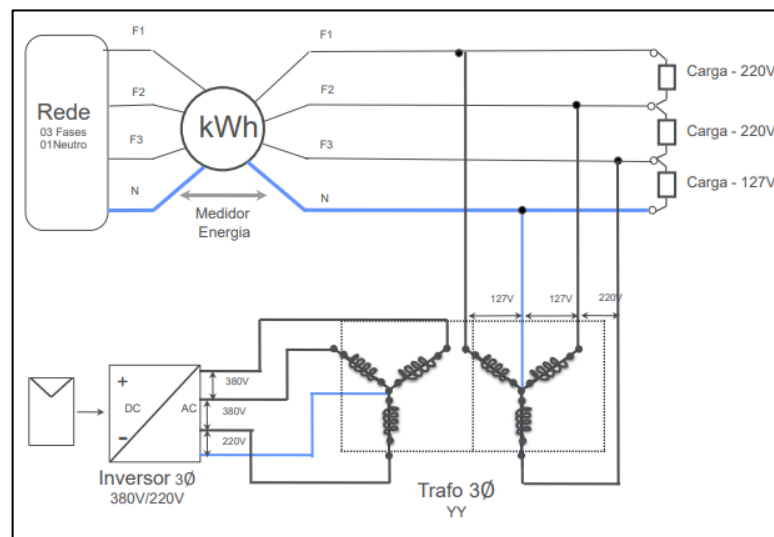 F1
F1
F2
F2
Rede
03 Fases
01Neutro
kWh
F3
F3
N
N
Medidor
Energia
Carga - 220V
Carga - 220V
Carga - 127V
127V
127V
220V
+
DC
AC
-
380V
380V
220V
Inversor 3Ø
380V/220V
Trafo 3Ø
YY